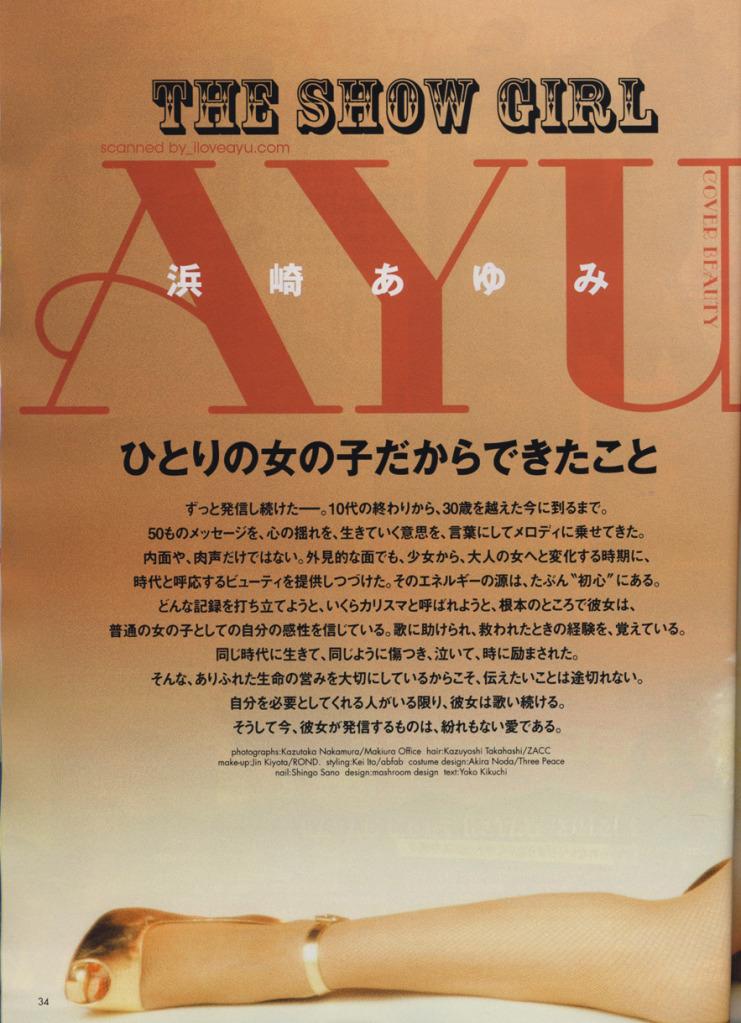 THE SHOW GIRL
scanned by_iloveayu.com
AYU
COVER BEAUTY
浜崎あゆみ
ひとりの女の子だからできたこと
ずっと発信し続けた──。10代の終わりから、30歳を越えた今に到るまで。
50ものメッセージを、心の揺れを、生きていく意思を、言葉にしてメロディに乗せてきた。
内面や、肉声だけではない。外見的な面でも、少女から、大人の女へと変化する時期に、
時代と呼応するビューティを提供しつづけた。そのエネルギーの源は、たぶん〝初心〟にある。
どんな記録を打ち立てようと、いくらカリスマと呼ばれようと、根本のところで彼女は、
普通の女の子としての自分の感性を信じている。歌に助けられ、救われたときの経験を、覚えている。
同じ時代に生きて、同じように傷つき、泣いて、時に励まされた。
そんな、ありふれた生命の営みを大切にしているからこそ、伝えたいことは途切れない。
自分を必要としてくれる人がいる限り、彼女は歌い続ける。
そうして今、彼女が発信するものは、紛れもない愛である。
photographs:Kazutaka Nakamura/Makiura Office hair:Kazuyoshi Takahashi/ZACC
make-up:Jin Kiyota/ROND. styling:Kei Ito/abfab costume design:Akira Noda/Three Peace
nail:Shingo Sano design:mashroom design text:Yoko Kikuchi
34